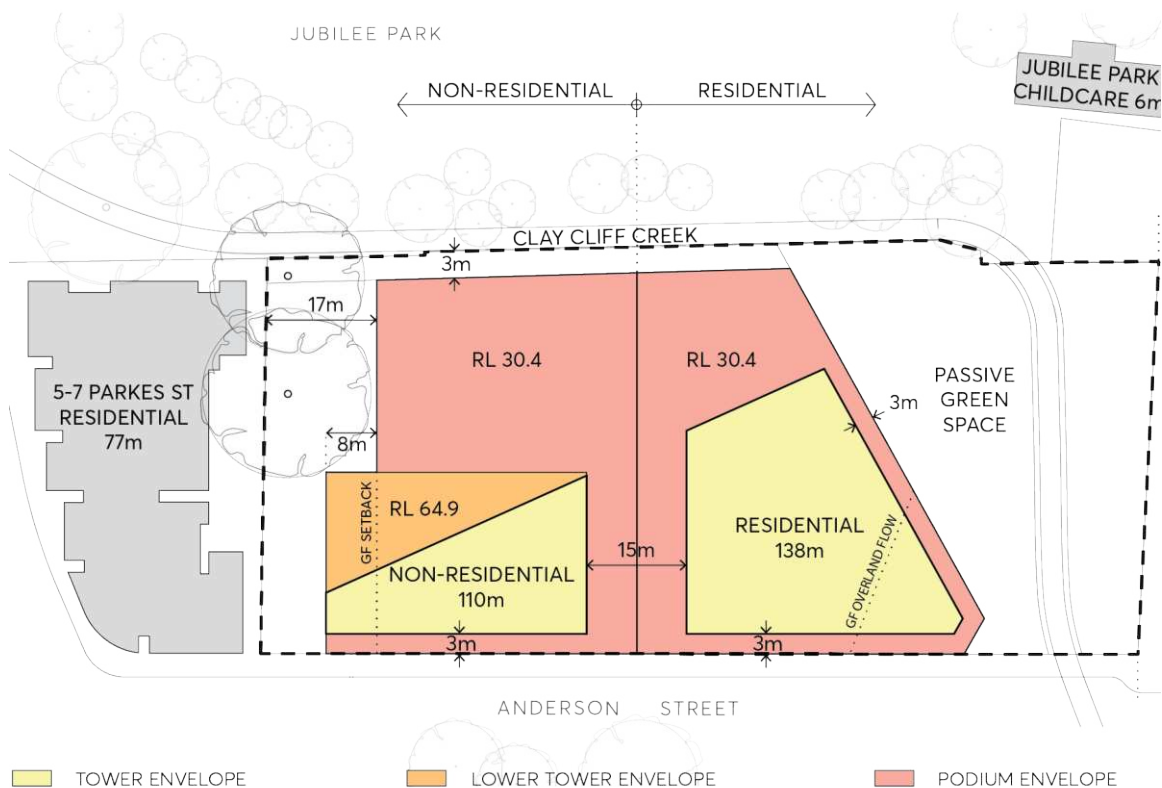 JUBILEE PARK
JUBILEE PARK
CHILDCARE 6m
NON-RESIDENTIAL
RESIDENTIAL
CLAY CLIFF CREEK
3m
17m
RL 30.4
RL 30.4
5-7 PARKES ST
RESIDENTIAL
77m
PASSIVE
GREEN
SPACE
3m
8m
GF SETBACK
RL 64.9
NON-RESIDENTIAL
110m
15m
RESIDENTIAL
138m
GF OVERLAND FLOW
3m
3m
ANDERSON STREET
TOWER ENVELOPE
LOWER TOWER ENVELOPE
PODIUM ENVELOPE